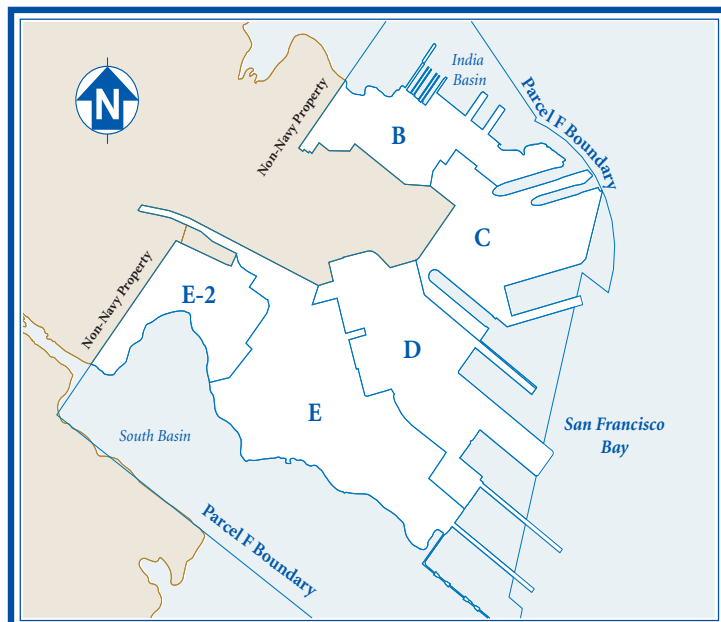 India
Basin
N
Parcel F Boundary
Non-Navy Property
B
C
Non-Navy Property
E-2
D
E
South Basin
San Francisco
Bay
Parcel F Boundary